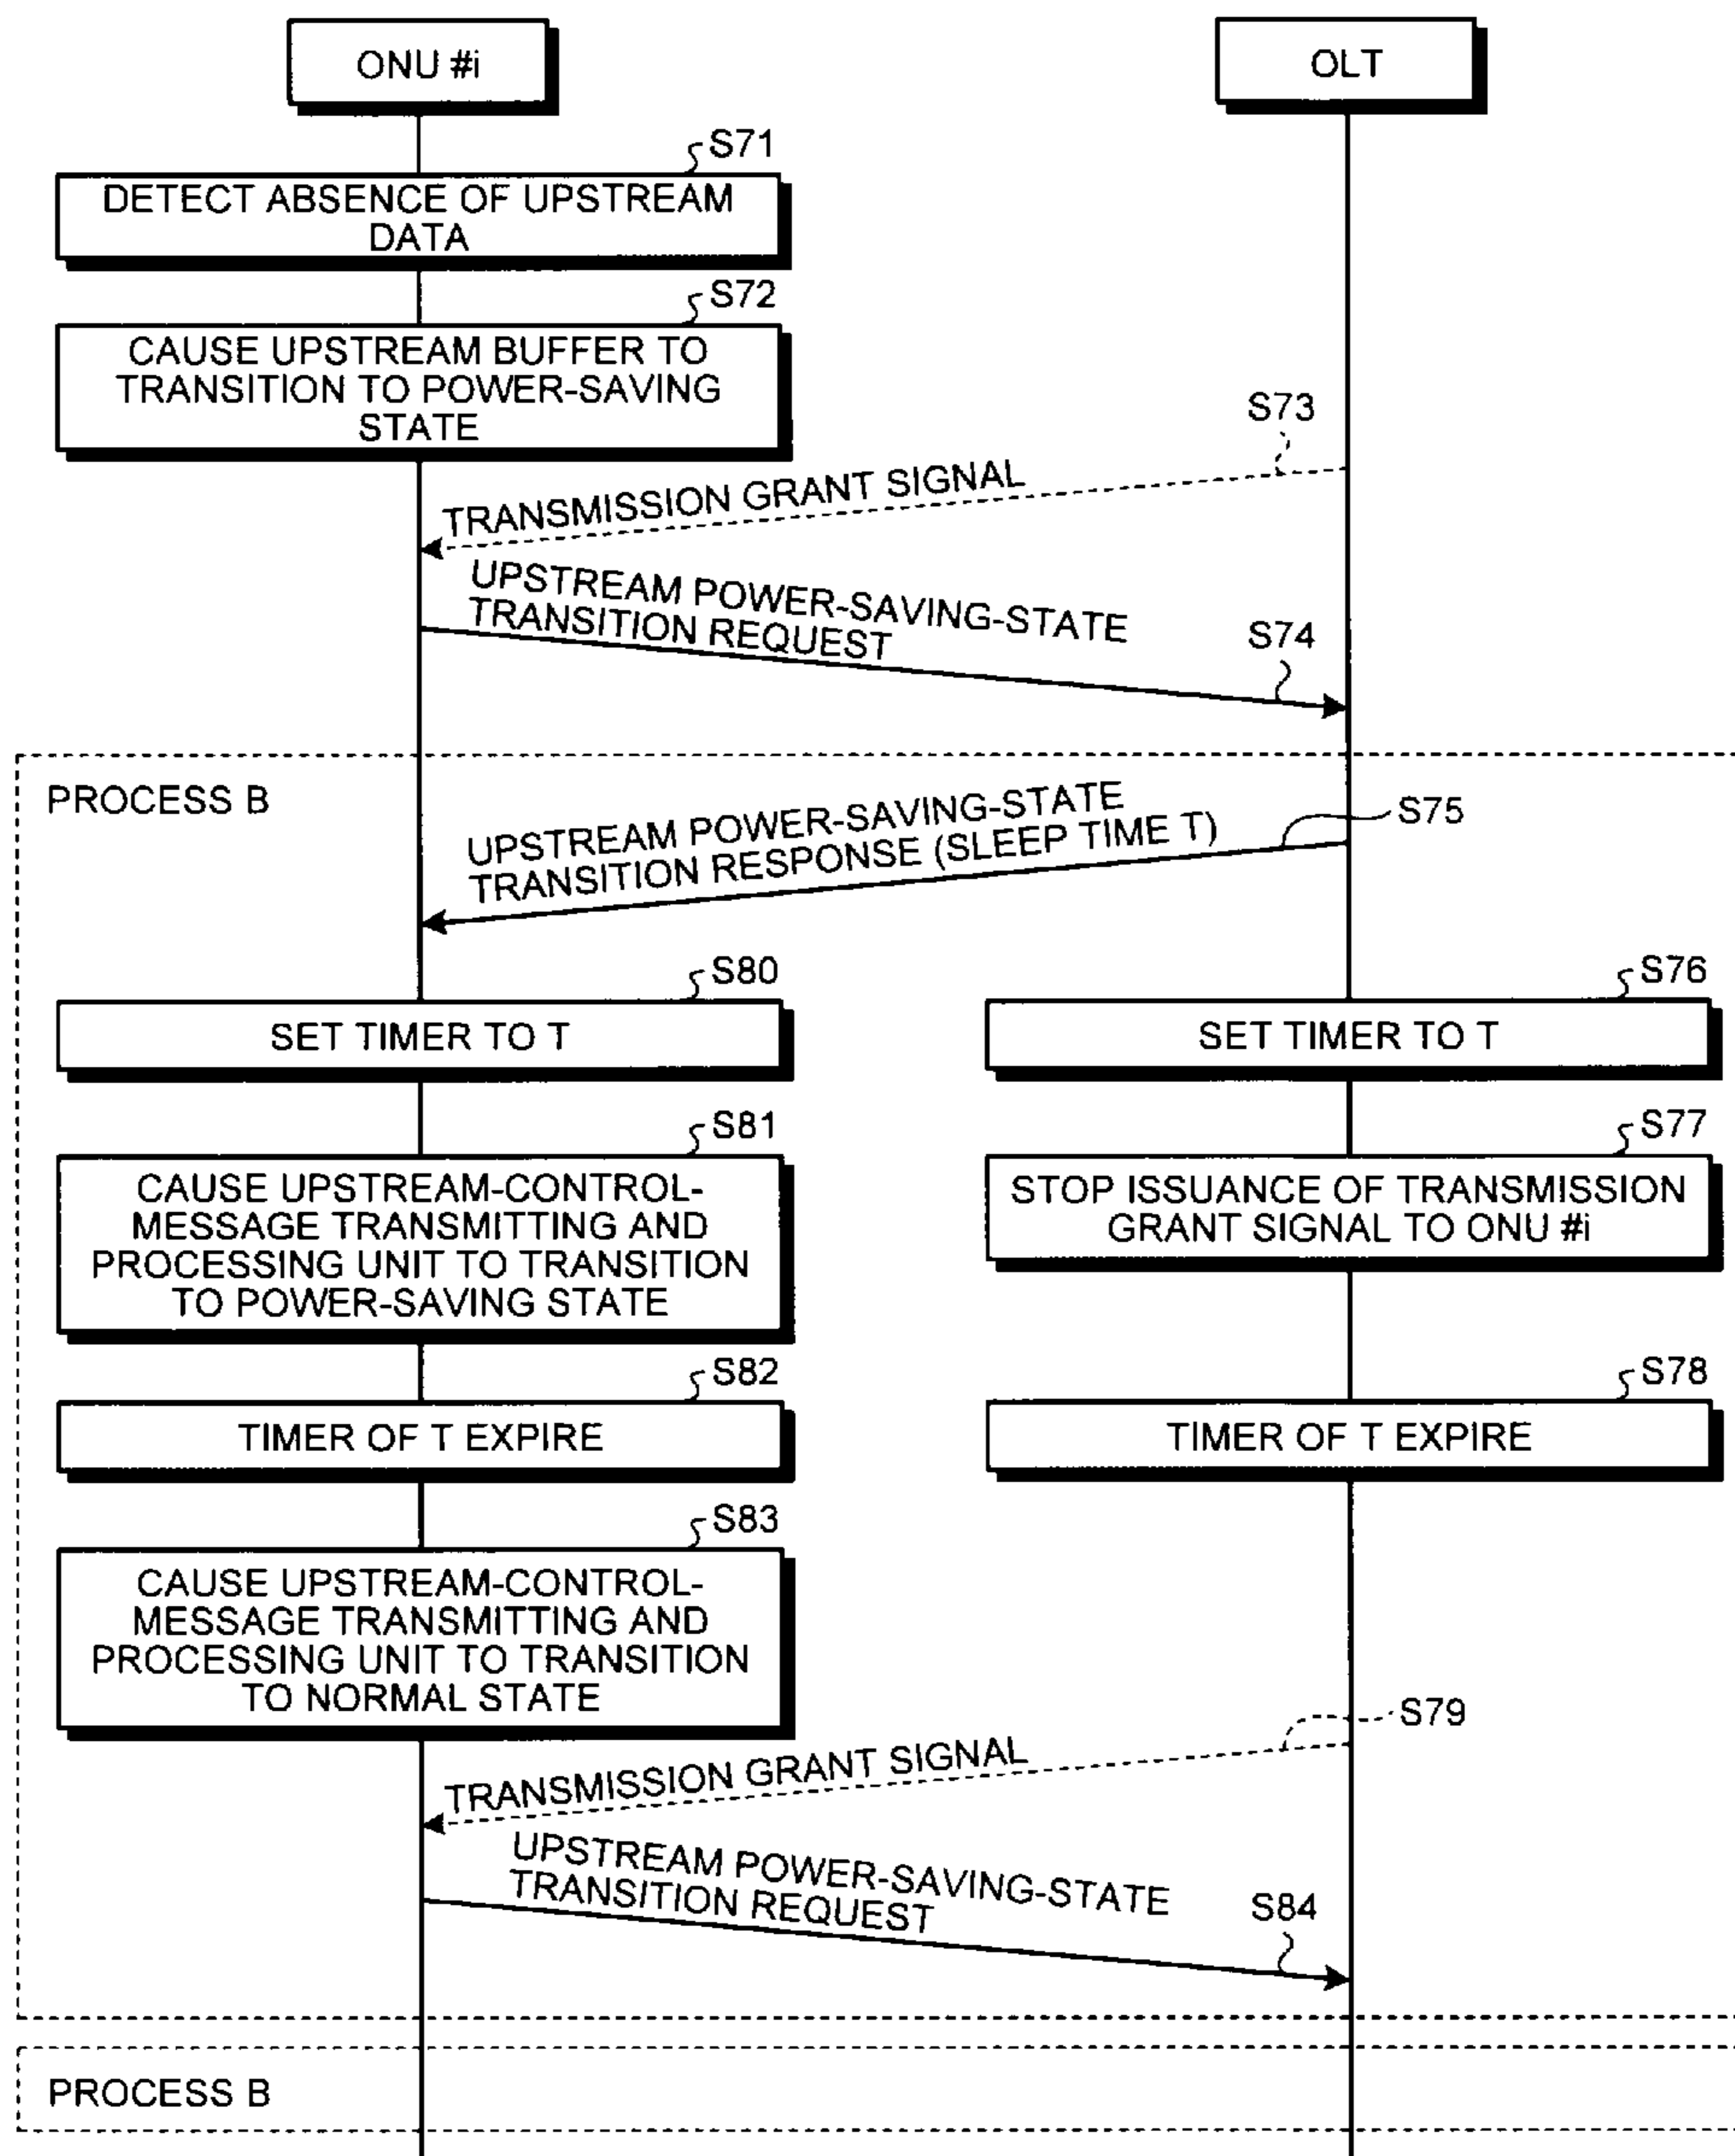 ONU #i
OLT
S71
DETECT ABSENCE OF UPSTREAM
DATA
S72
CAUSE UPSTREAM BUFFER TO
TRANSITION TO POWER-SAVING
STATE
S73
TRANSMISSION GRANT SIGNAL
UPSTREAM POWER-SAVING-STATE
TRANSITION REQUEST
S74
PROCESS B
UPSTREAM POWER-SAVING-STATE
TRANSITION RESPONSE (SLEEP TIME T)
S75
S80
SET TIMER TO T
S76
SET TIMER TO T
S81
CAUSE UPSTREAM-CONTROL-
MESSAGE TRANSMITTING AND
PROCESSING UNIT TO TRANSITION
TO POWER-SAVING STATE
S77
STOP ISSUANCE OF TRANSMISSION
GRANT SIGNAL TO ONU #i
S82
TIMER OF T EXPIRE
S78
TIMER OF T EXPIRE
S83
CAUSE UPSTREAM-CONTROL-
MESSAGE TRANSMITTING AND
PROCESSING UNIT TO TRANSITION
TO NORMAL STATE
S79
TRANSMISSION GRANT SIGNAL
UPSTREAM POWER-SAVING-STATE
TRANSITION REQUEST
S84
PROCESS B